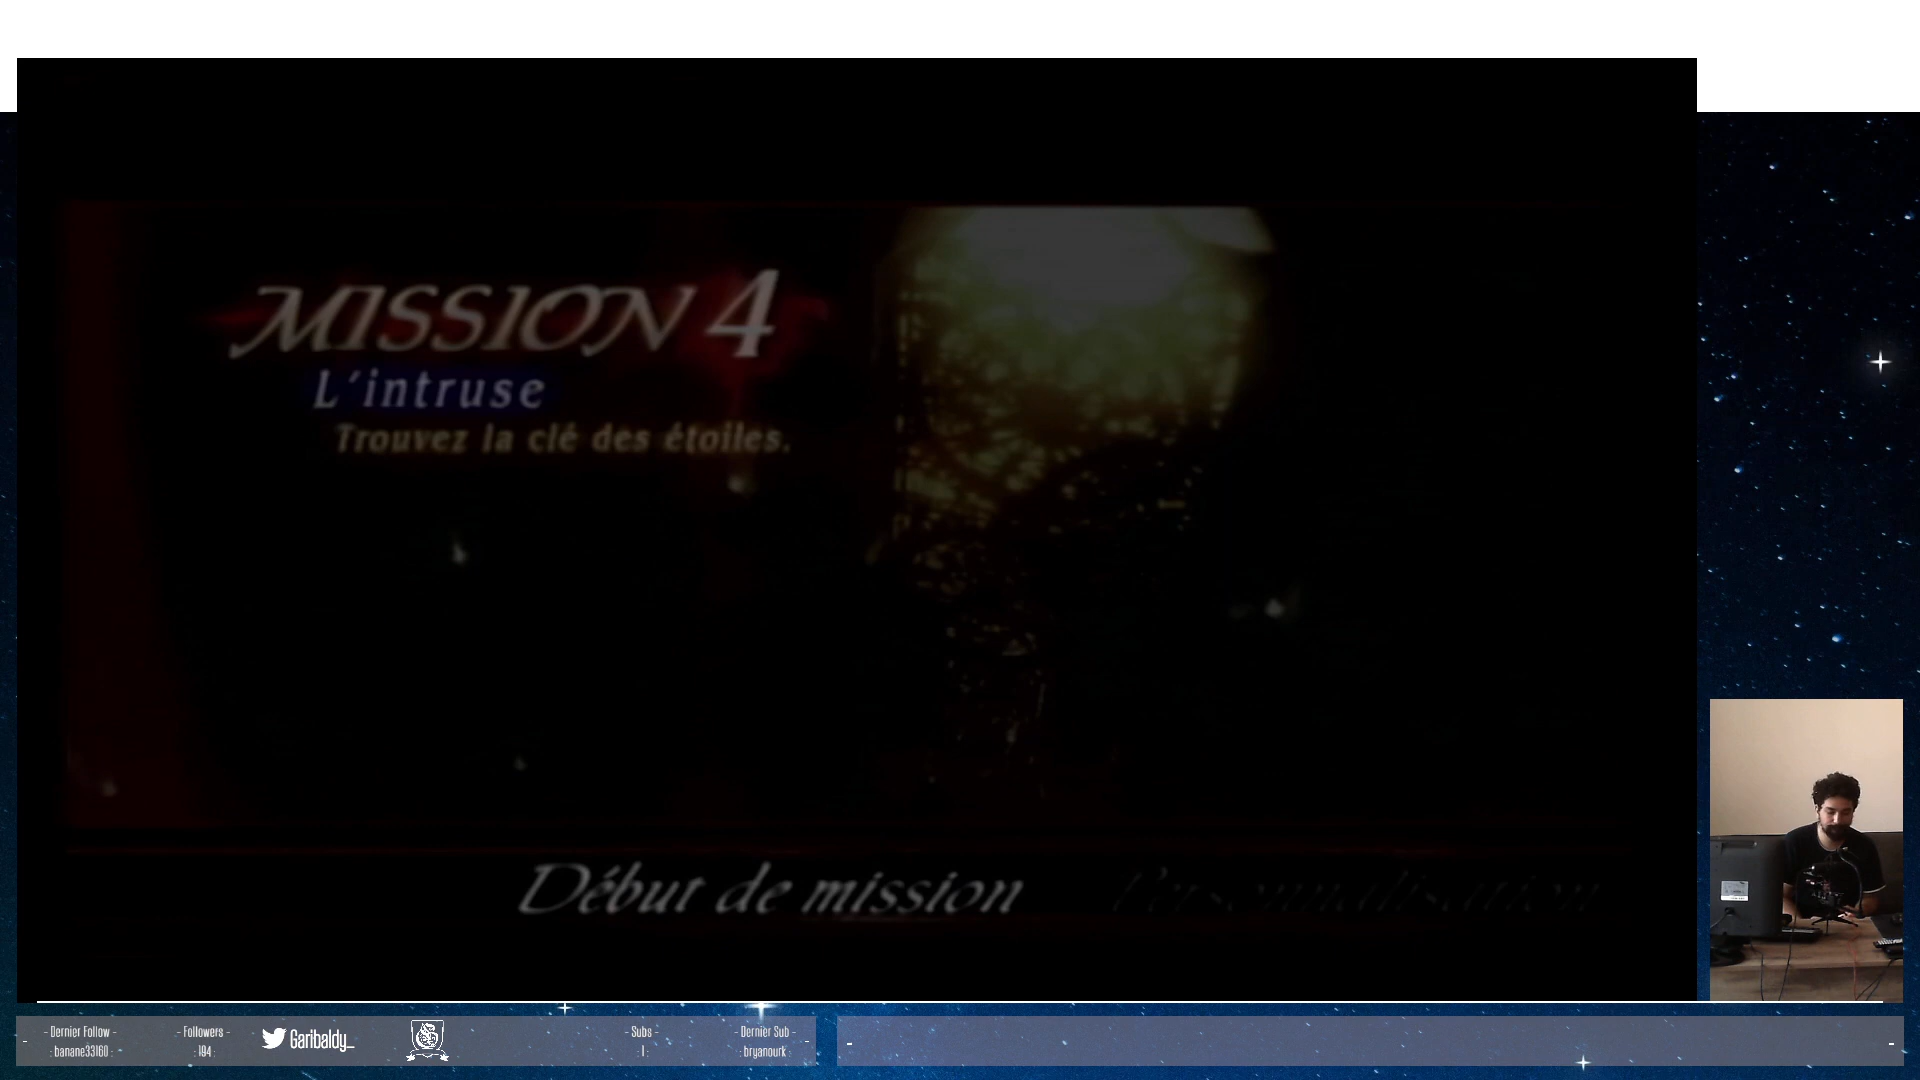 MISSION 4
L'intruse
Trouvez la clé des étoiles.
Début de mission
Personnalisation
- Dernier Follow -
: banane33160 :
- Followers -
: 194 :
Garibaldy_
- Subs -
: 1 :
- Dernier Sub -
: bryanourk :